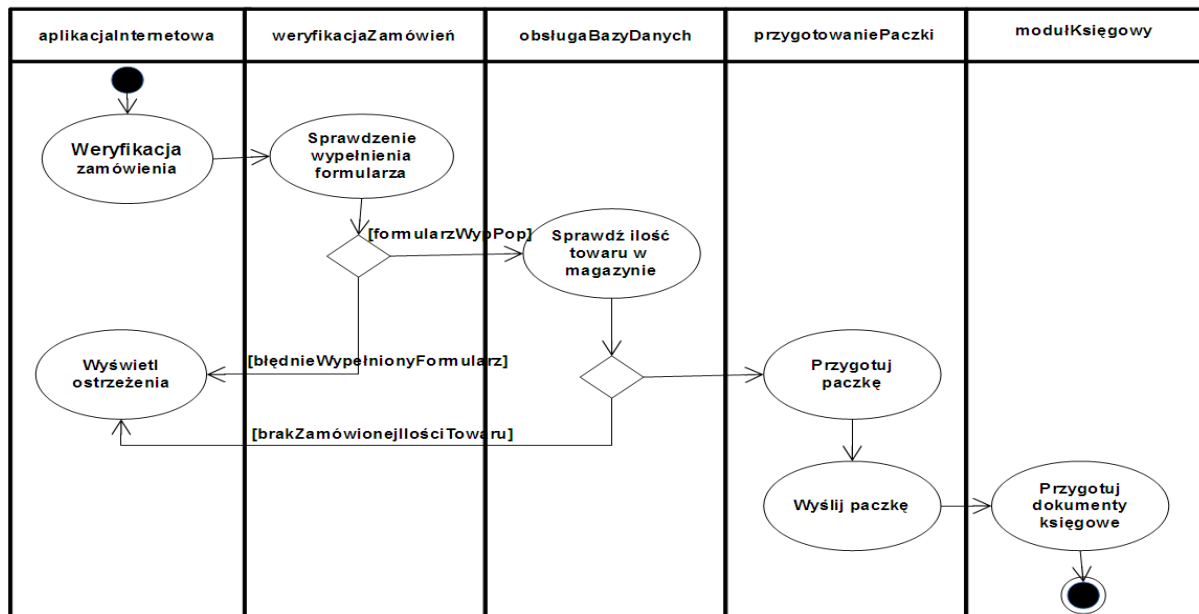 aplikacjaInternetowa
weryfikacjaZamówień
obsługaBazyDanych
przygotowaniePaczki
modułKsięgowy
Weryfikacja
zamówienia
Sprawdzenie
wypełnienia
formularza
[formularzWypPop]
Sprawdź ilość
towaru w
magazynie
Wyświetl
ostrzeżenia
[błędnieWypełnionyFormularz]
Przygotuj
paczkę
[brakZamówionejIlościTowaru]
Wyślij paczkę
Przygotuj
dokumenty
księgowe